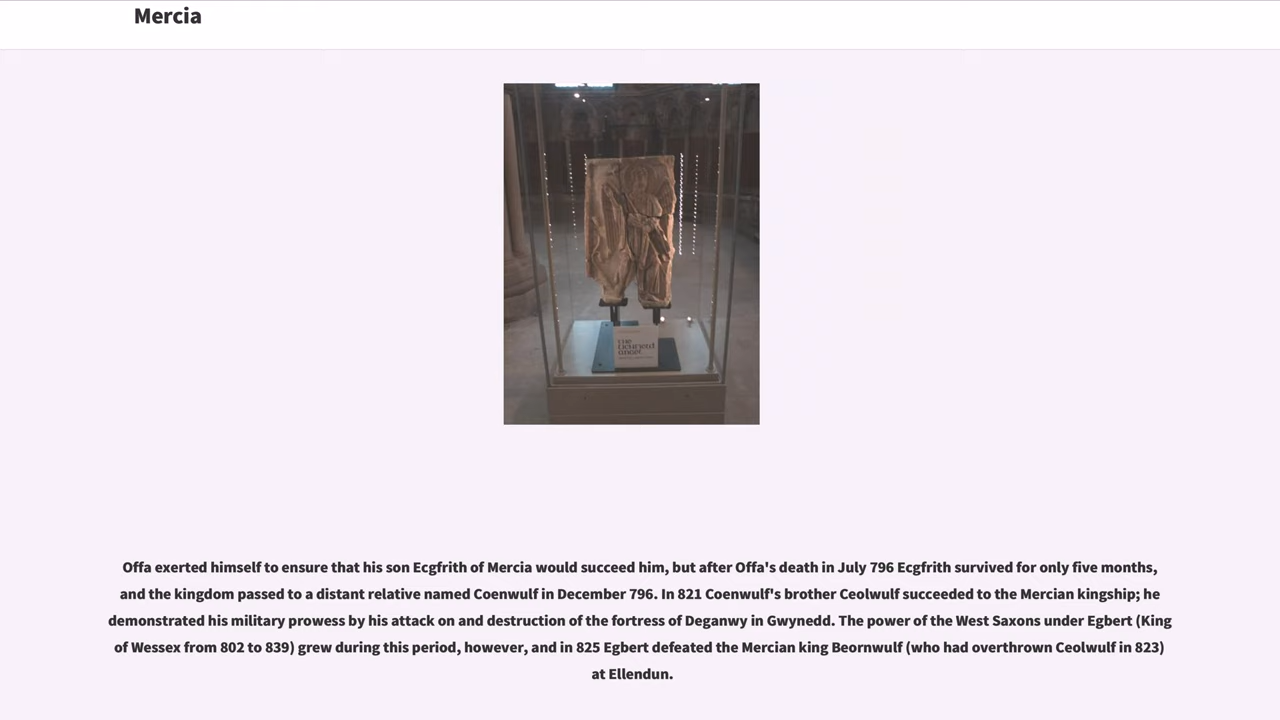 Mercia
THE
LICHFIELD
ANGEL
Offa exerted himself to ensure that his son Ecgfrith of Mercia would succeed him, but after Offa's death in July 796 Ecgfrith survived for only five months,
and the kingdom passed to a distant relative named Coenwulf in December 796. In 821 Coenwulf's brother Ceolwulf succeeded to the Mercian kingship; he
demonstrated his military prowess by his attack on and destruction of the fortress of Deganwy in Gwynedd. The power of the West Saxons under Egbert (King
of Wessex from 802 to 839) grew during this period, however, and in 825 Egbert defeated the Mercian king Beornwulf (who had overthrown Ceolwulf in 823)
at Ellendun.